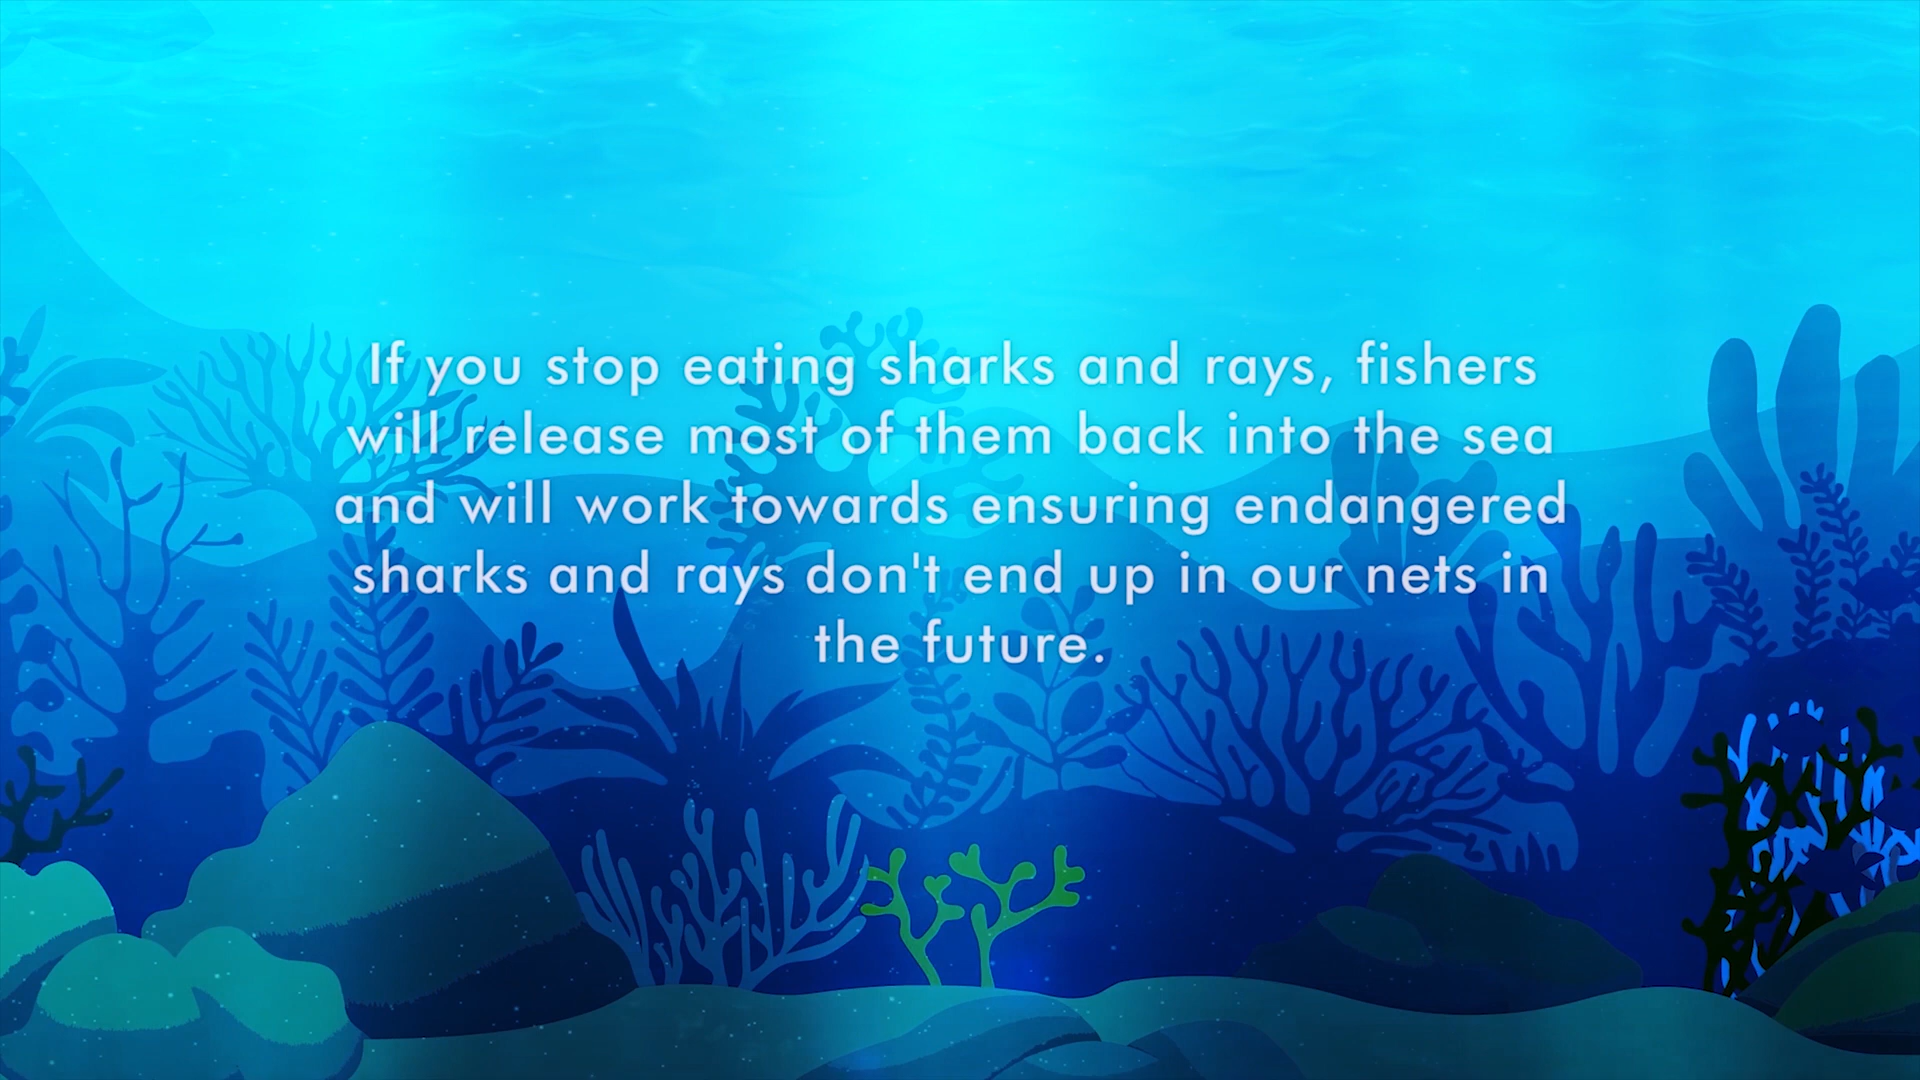 If you stop eating sharks and rays, fishers
will release most of them back into the sea
and will work towards ensuring endangered
sharks and rays don't end up in our nets in
the future.